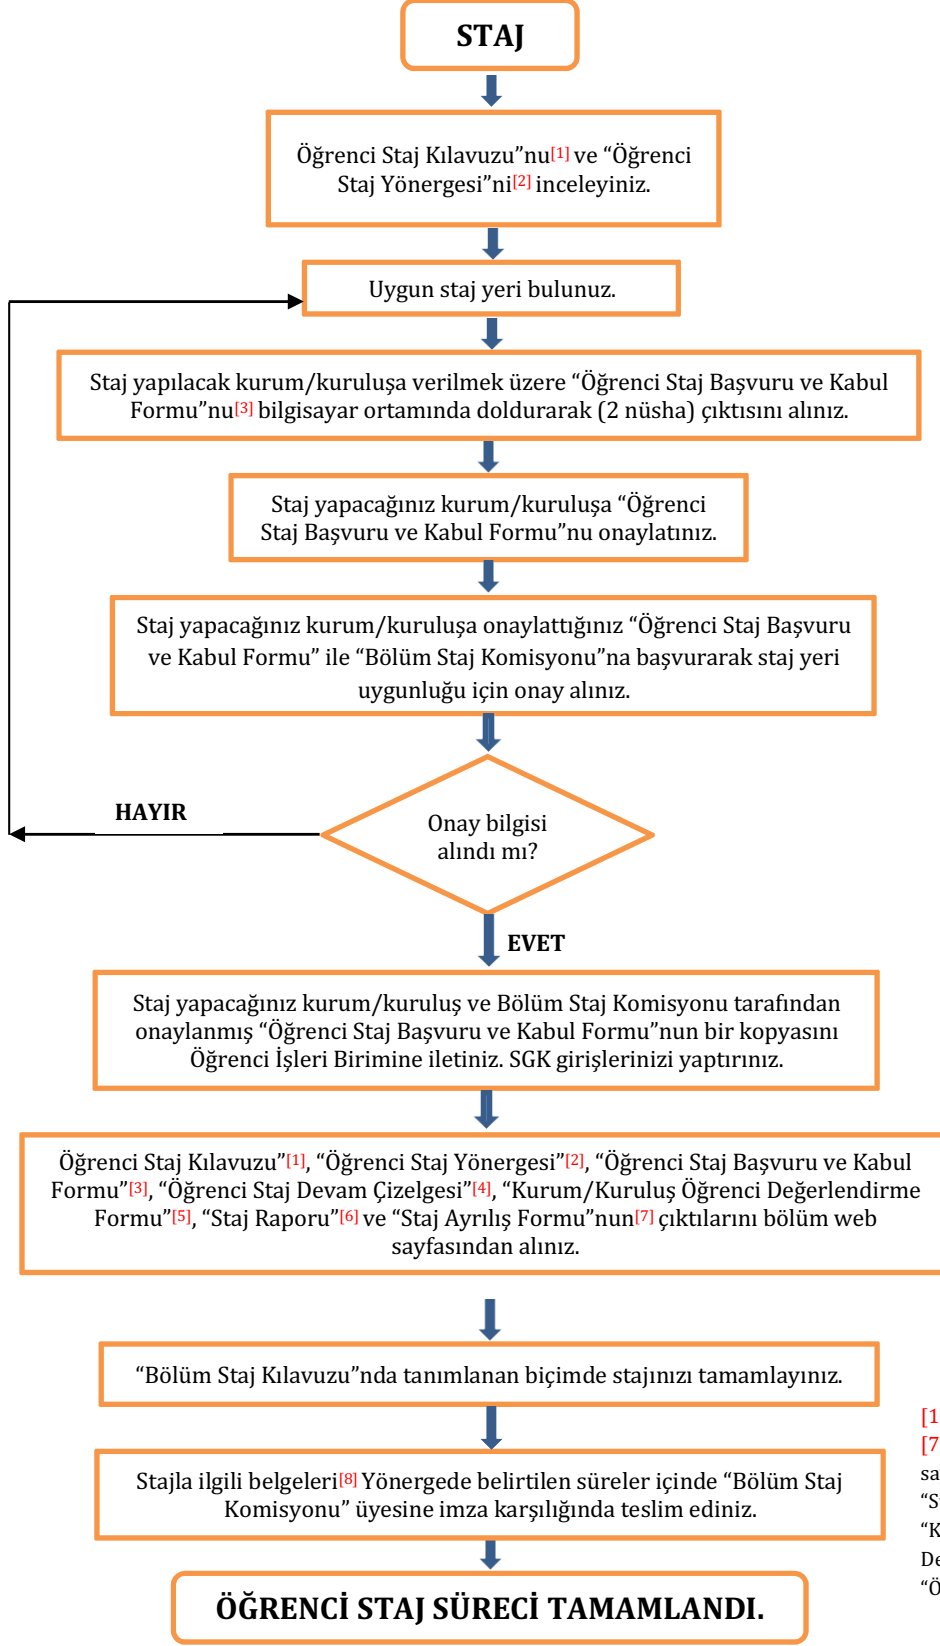 STAJ
Öğrenci Staj Kılavuzu”nu[1] ve “Öğrenci
Staj Yönergesi”ni[2] inceleyiniz.
Uygun staj yeri bulunuz.
Staj yapılacak kurum/kuruluşa verilmek üzere “Öğrenci Staj Başvuru ve Kabul
Formu”nu[3] bilgisayar ortamında doldurarak (2 nüsha) çıktısını alınız.
Staj yapacağınız kurum/kuruluşa “Öğrenci
Staj Başvuru ve Kabul Formu”nu onaylatınız.
Staj yapacağınız kurum/kuruluşa onaylattığınız “Öğrenci Staj Başvuru
ve Kabul Formu” ile “Bölüm Staj Komisyonu”na başvurarak staj yeri
uygunluğu için onay alınız.
HAYIR
Onay bilgisi
alındı mı?
EVET
Staj yapacağınız kurum/kuruluş ve Bölüm Staj Komisyonu tarafından
onaylanmış “Öğrenci Staj Başvuru ve Kabul Formu”nun bir kopyasını
Öğrenci İşleri Birimine iletiniz. SGK girişlerinizi yaptırınız.
Öğrenci Staj Kılavuzu”[1], “Öğrenci Staj Yönergesi”[2], “Öğrenci Staj Başvuru ve Kabul
Formu”[3], “Öğrenci Staj Devam Çizelgesi”[4], “Kurum/Kuruluş Öğrenci Değerlendirme
Formu”[5], “Staj Raporu”[6] ve “Staj Ayrılış Formu”nun[7] çıktılarını bölüm web
sayfasından alınız.
“Bölüm Staj Kılavuzu”nda tanımlanan biçimde stajınızı tamamlayınız.
Stajla ilgili belgeleri[8] Yönergede belirtilen süreler içinde “Bölüm Staj
Komisyonu” üyesine imza karşılığında teslim ediniz.
ÖĞRENCİ STAJ SÜRECİ TAMAMLANDI.
[1
[7
sa
“S
“K
De
“Ö